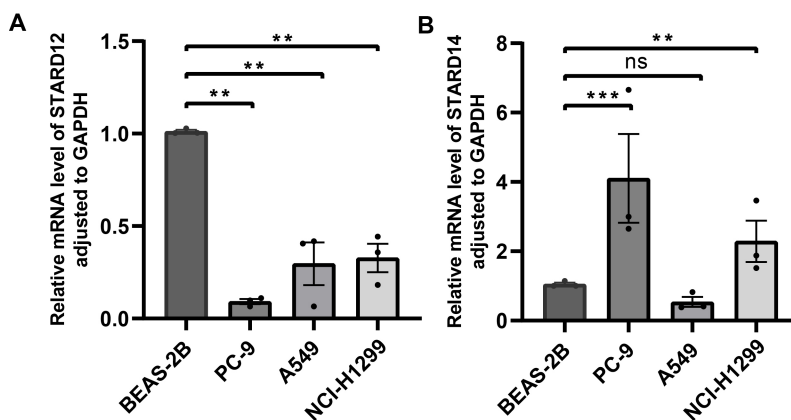 A
Relative mRNA level of STARD12
adjusted to GAPDH
1.5
1.0
0.5
0.0
**
**
**
BEAS-2B
PC-9
A549
NCI-H1299
B
Relative mRNA level of STARD14
adjusted to GAPDH
8
6
4
2
0
**
ns
***
BEAS-2B
PC-9
A549
NCI-H1299